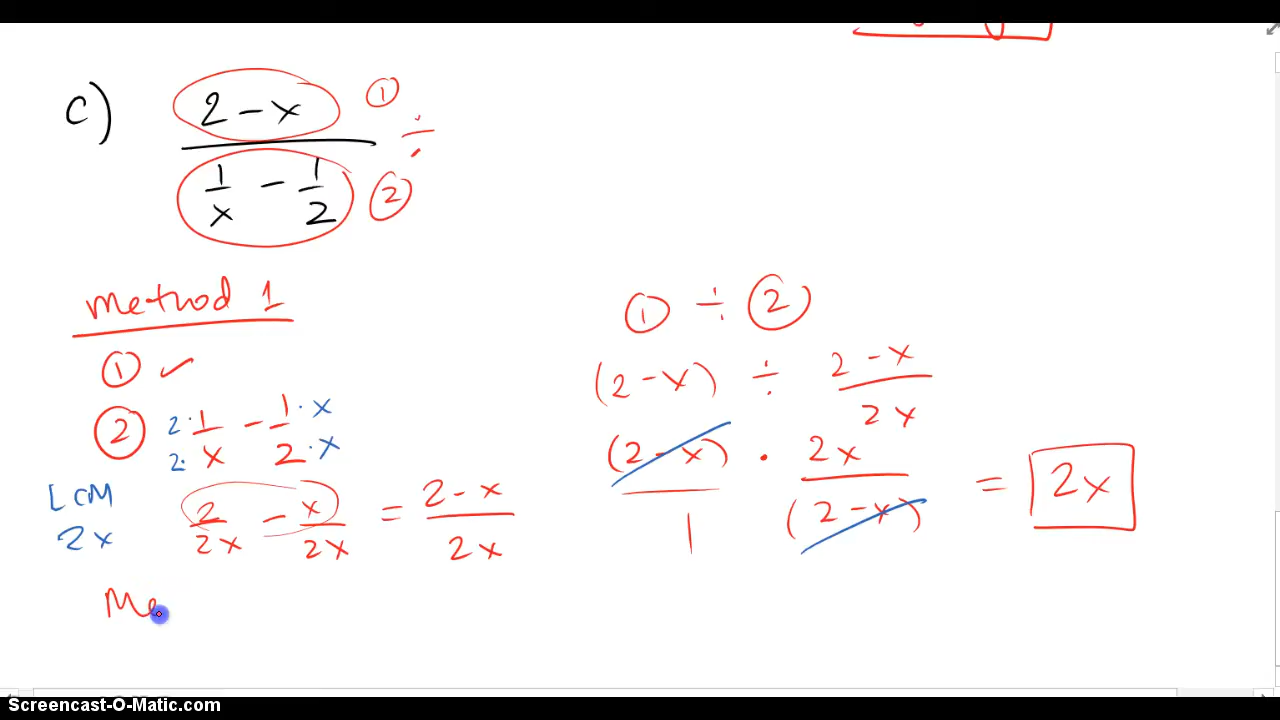 c) (2 - x) / (1/x - 1/2) ① ÷ ②
Method 1
① ✓
② 2· 1/2· x - 1 ·x/2 ·x
LCM
2x
2/2x - x/2x = 2 - x/2x
Me
① ÷ ②
(2-x) ÷ 2 - x/2x
(2 - x)/1 · 2x/(2 - x) = 2x
Screencast-O-Matic.com